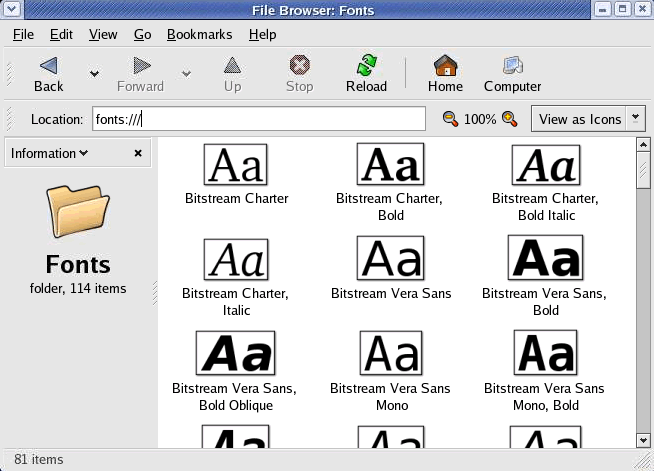 File Browser: Fonts
File Edit View Go Bookmarks Help
Back Forward Up Stop Reload Home Computer
Location: fonts:/// 100% View as Icons
Information
Fonts
folder, 114 items
Aa Aa Aa
Bitstream Charter Bitstream Charter, Bitstream Charter,
Bold Bold Italic
Aa Aa Aa
Bitstream Charter, Bitstream Vera Sans Bitstream Vera Sans,
Italic Bold
Aa Aa Aa
Bitstream Vera Sans, Bitstream Vera Sans Bitstream Vera Sans
Bold Oblique Mono Mono, Bold
Aa Aa Aa
81 items